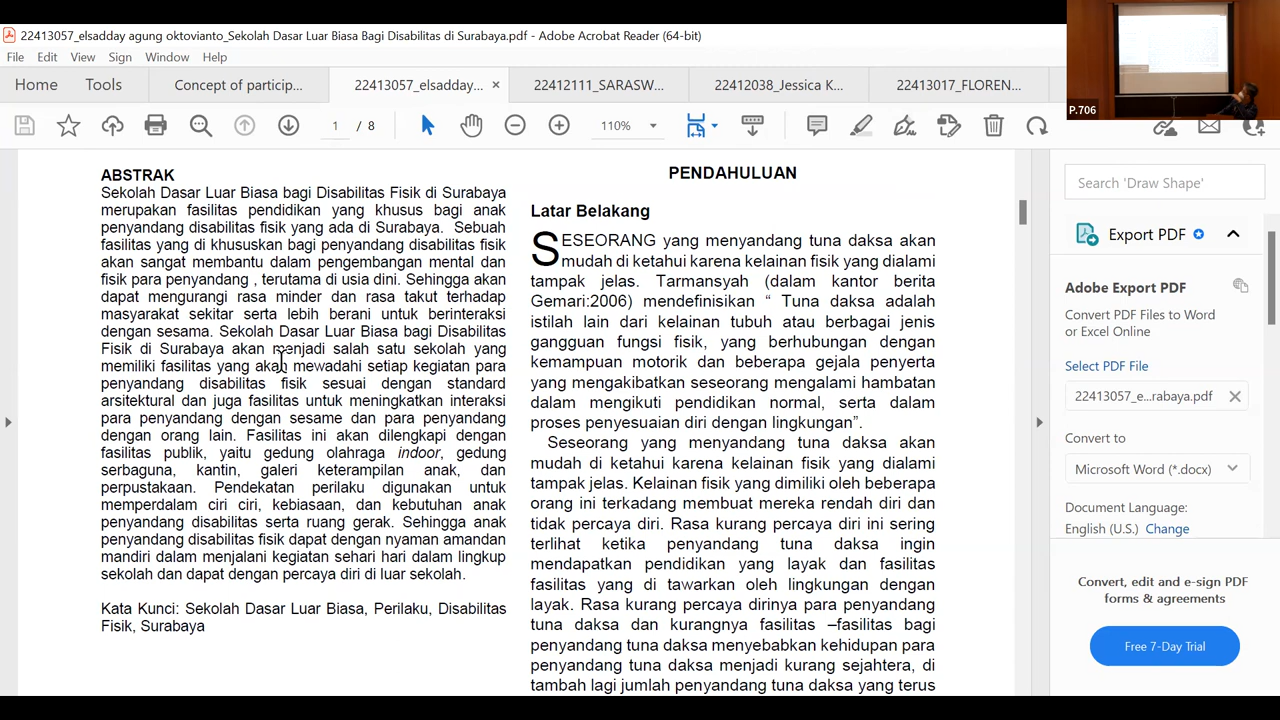 22413057_elsadday agung oktovianto_Sekolah Dasar Luar Biasa Bagi Disabilitas di Surabaya.pdf - Adobe Acrobat Reader (64-bit)
File Edit View Sign Window Help
Home Tools Concept of particip... 22413057_elsadday... × 22412111_SARASW... 22412038_Jessica K... 22413017_FLOREN...
1 / 8 110%
P.706
ABSTRAK
Sekolah Dasar Luar Biasa bagi Disabilitas Fisik di Surabaya
merupakan fasilitas pendidikan yang khusus bagi anak
penyandang disabilitas fisik yang ada di Surabaya. Sebuah
fasilitas yang di khususkan bagi penyandang disabilitas fisik
akan sangat membantu dalam pengembangan mental dan
fisik para penyandang , terutama di usia dini. Sehingga akan
dapat mengurangi rasa minder dan rasa takut terhadap
masyarakat sekitar serta lebih berani untuk berinteraksi
dengan sesama. Sekolah Dasar Luar Biasa bagi Disabilitas
Fisik di Surabaya akan menjadi salah satu sekolah yang
memiliki fasilitas yang akan mewadahi setiap kegiatan para
penyandang disabilitas fisik sesuai dengan standard
arsitektural dan juga fasilitas untuk meningkatkan interaksi
para penyandang dengan sesame dan para penyandang
dengan orang lain. Fasilitas ini akan dilengkapi dengan
fasilitas publik, yaitu gedung olahraga indoor, gedung
serbaguna, kantin, galeri keterampilan anak, dan
perpustakaan. Pendekatan perilaku digunakan untuk
memperdalam ciri ciri, kebiasaan, dan kebutuhan anak
penyandang disabilitas serta ruang gerak. Sehingga anak
penyandang disabilitas fisik dapat dengan nyaman amandan
mandiri dalam menjalani kegiatan sehari hari dalam lingkup
sekolah dan dapat dengan percaya diri di luar sekolah.
Kata Kunci: Sekolah Dasar Luar Biasa, Perilaku, Disabilitas
Fisik, Surabaya
PENDAHULUAN
Latar Belakang
SESEORANG yang menyandang tuna daksa akan
mudah di ketahui karena kelainan fisik yang dialami
tampak jelas. Tarmansyah (dalam kantor berita
Gemari:2006) mendefinisikan “ Tuna daksa adalah
istilah lain dari kelainan tubuh atau berbagai jenis
gangguan fungsi fisik, yang berhubungan dengan
kemampuan motorik dan beberapa gejala penyerta
yang mengakibatkan seseorang mengalami hambatan
dalam mengikuti pendidikan normal, serta dalam
proses penyesuaian diri dengan lingkungan”.
Seseorang yang menyandang tuna daksa akan
mudah di ketahui karena kelainan fisik yang dialami
tampak jelas. Kelainan fisik yang dimiliki oleh beberapa
orang ini terkadang membuat mereka rendah diri dan
tidak percaya diri. Rasa kurang percaya diri ini sering
terlihat ketika penyandang tuna daksa ingin
mendapatkan pendidikan yang layak dan fasilitas
fasilitas yang di tawarkan oleh lingkungan dengan
layak. Rasa kurang percaya dirinya para penyandang
tuna daksa dan kurangnya fasilitas –fasilitas bagi
penyandang tuna daksa menyebabkan kehidupan para
penyandang tuna daksa menjadi kurang sejahtera, di
tambah lagi jumlah penyandang tuna daksa yang terus
Search 'Draw Shape'
Export PDF
Adobe Export PDF
Convert PDF Files to Word
or Excel Online
Select PDF File
22413057_e...rabaya.pdf ×
Convert to
Microsoft Word (*.docx)
Document Language:
English (U.S.) Change
Convert, edit and e-sign PDF
forms & agreements
Free 7-Day Trial